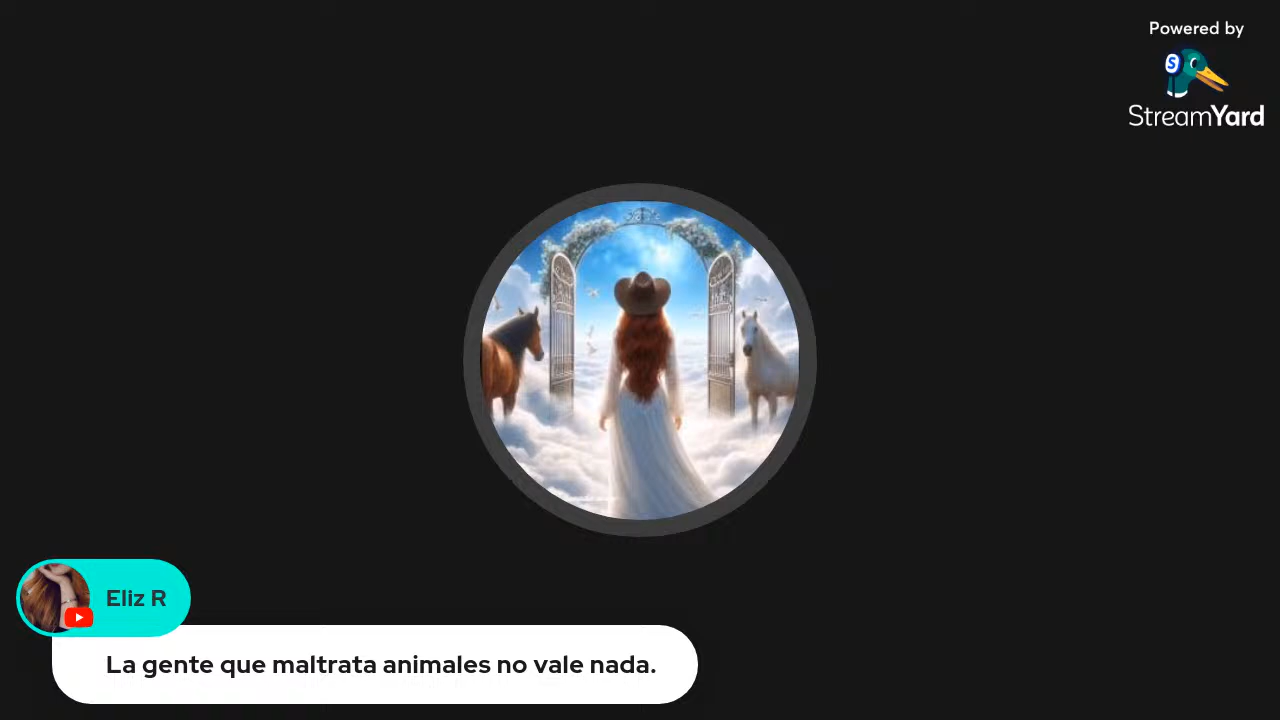 Powered by
StreamYard
Eliz R
La gente que maltrata animales no vale nada.